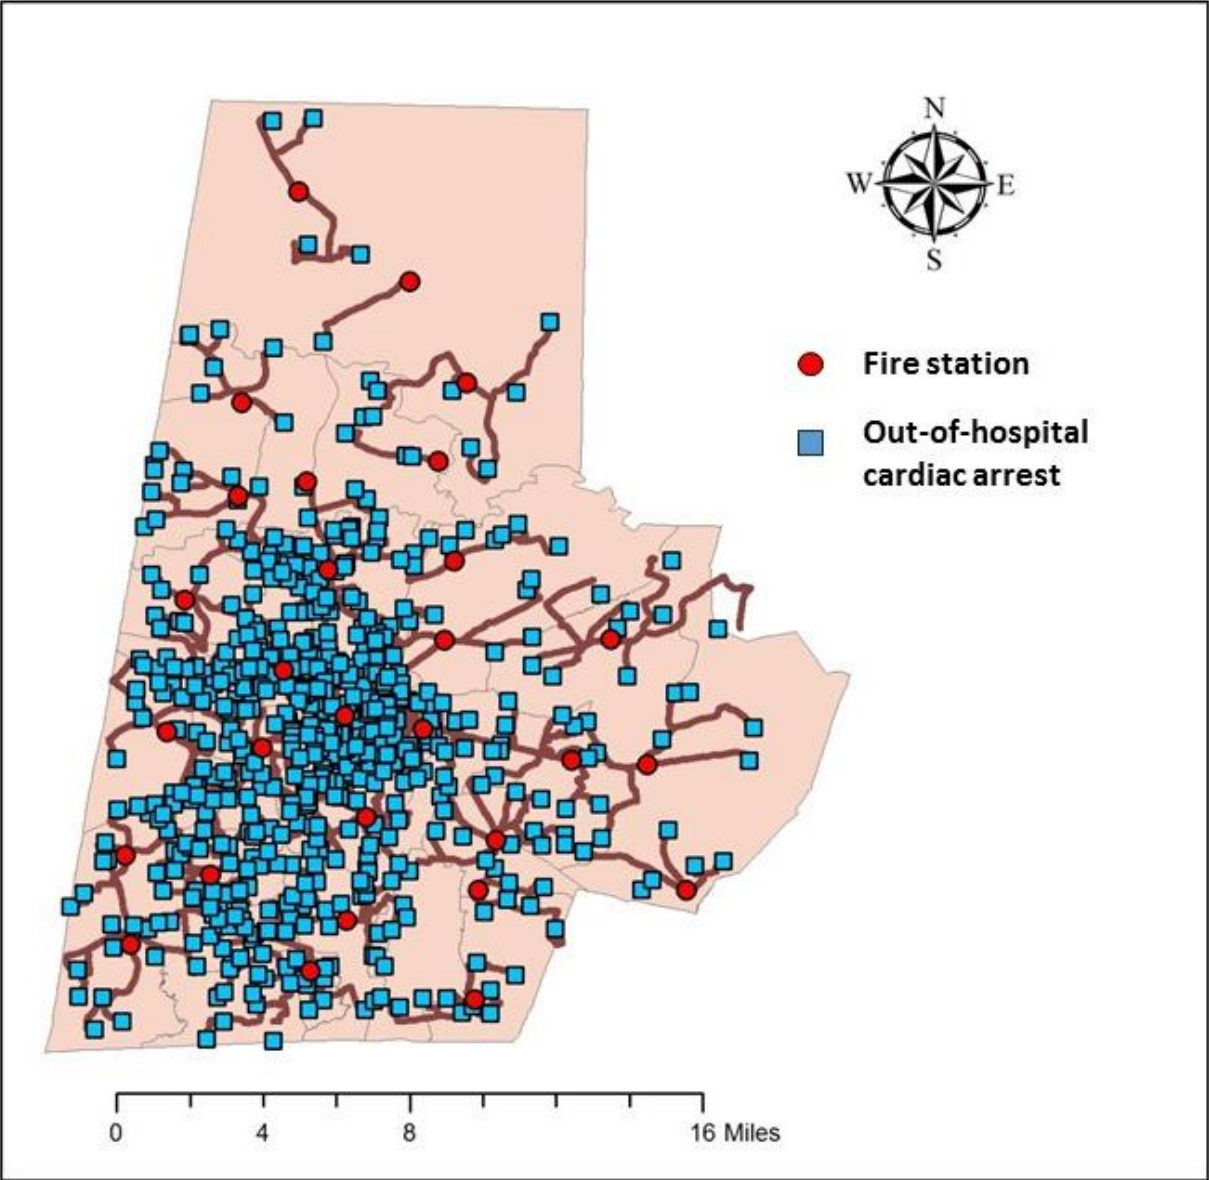 N
W
E
S
Fire station
Out-of-hospital
cardiac arrest
0 4 8 16 Miles